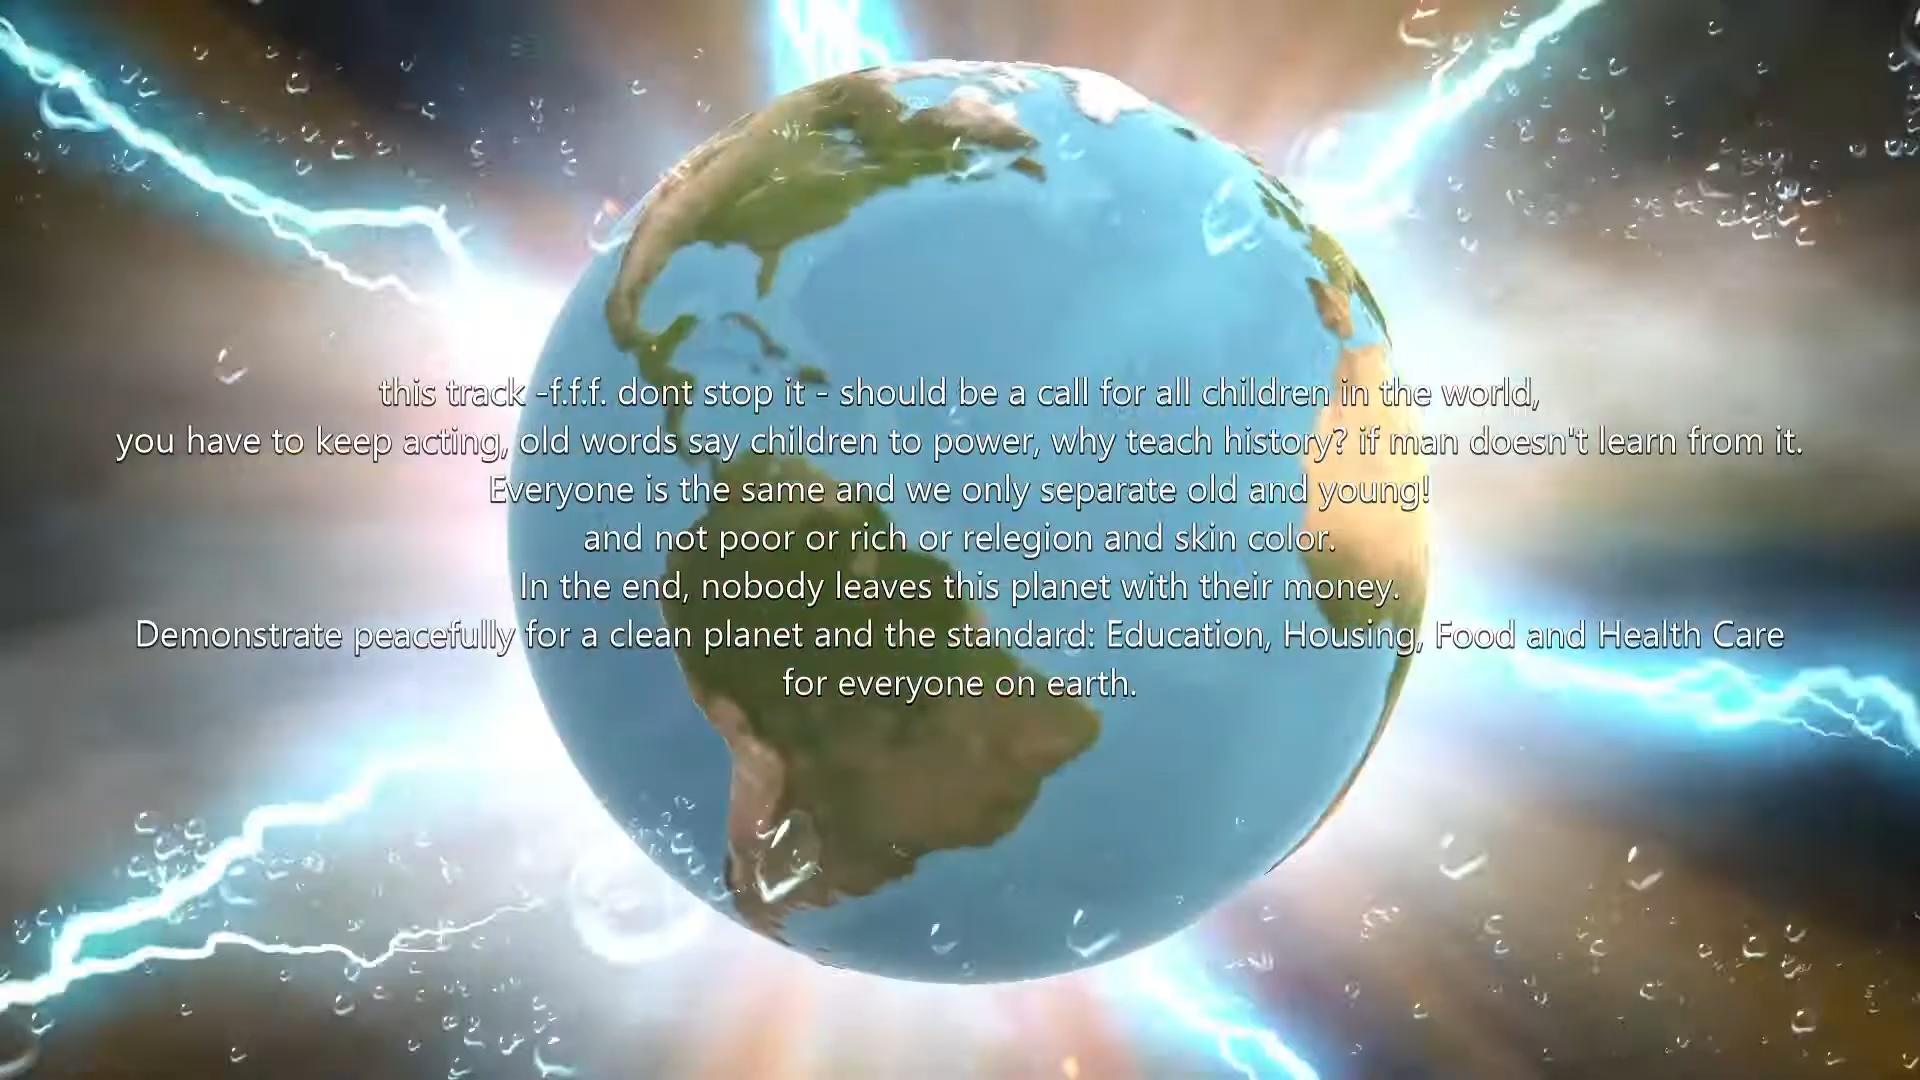 this track -f.f.f. dont stop it - should be a call for all children in the world,
you have to keep acting, old words say children to power, why teach history? if man doesn't learn from it.
Everyone is the same and we only separate old and young!
and not poor or rich or relegion and skin color.
In the end, nobody leaves this planet with their money.
Demonstrate peacefully for a clean planet and the standard: Education, Housing, Food and Health Care
for everyone on earth.